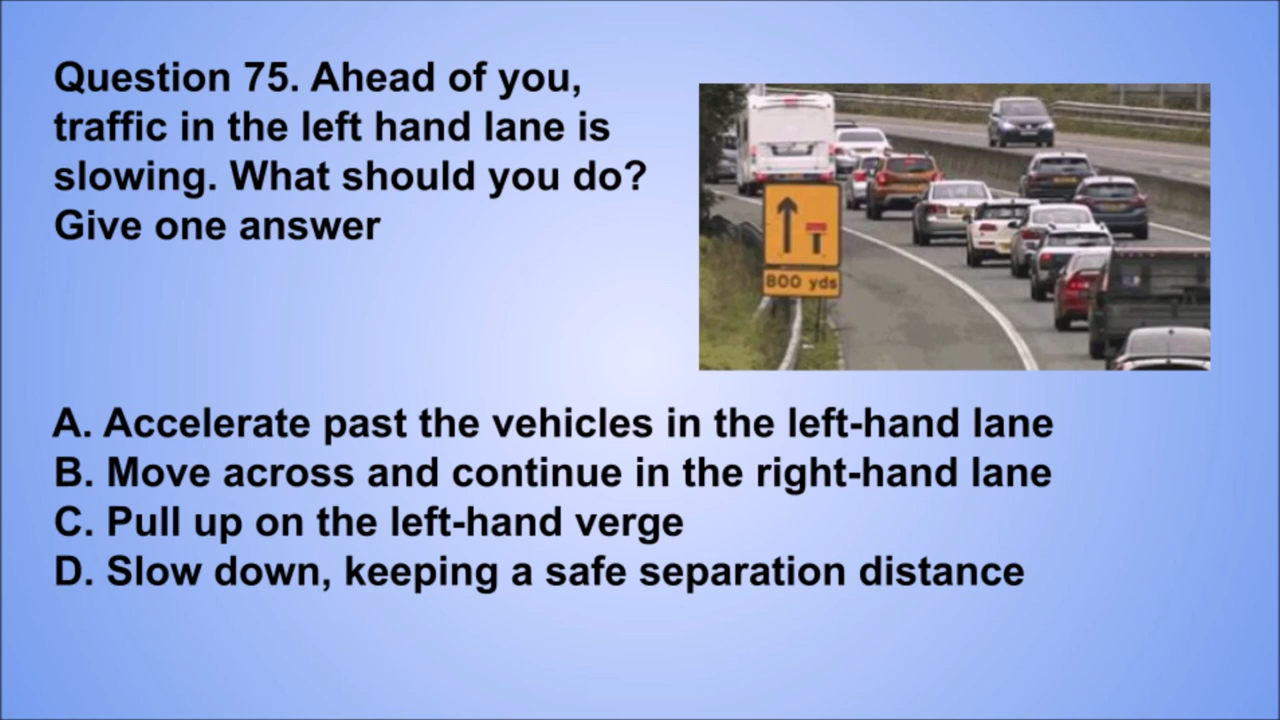 Question 75. Ahead of you,
traffic in the left hand lane is
slowing. What should you do?
Give one answer
800 yds
A. Accelerate past the vehicles in the left-hand lane
B. Move across and continue in the right-hand lane
C. Pull up on the left-hand verge
D. Slow down, keeping a safe separation distance